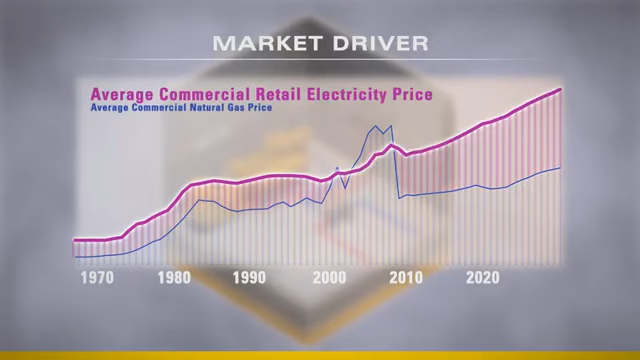 MARKET DRIVER
Average Commercial Retail Electricity Price
Average Commercial Natural Gas Price
1970 1980 1990 2000 2010 2020